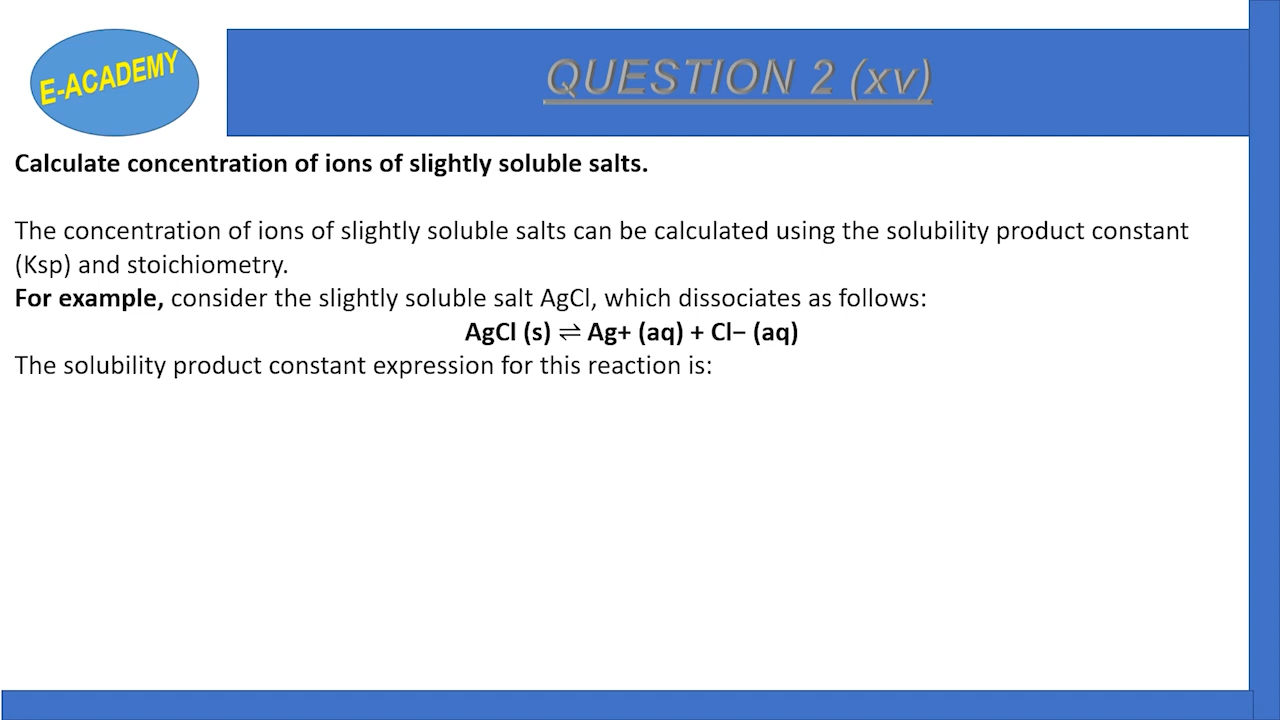 E-ACADEMY
QUESTION 2 (xv)
Calculate concentration of ions of slightly soluble salts.
The concentration of ions of slightly soluble salts can be calculated using the solubility product constant
(Ksp) and stoichiometry.
For example, consider the slightly soluble salt AgCl, which dissociates as follows:
AgCl (s) ⇌ Ag+ (aq) + Cl− (aq)
The solubility product constant expression for this reaction is: